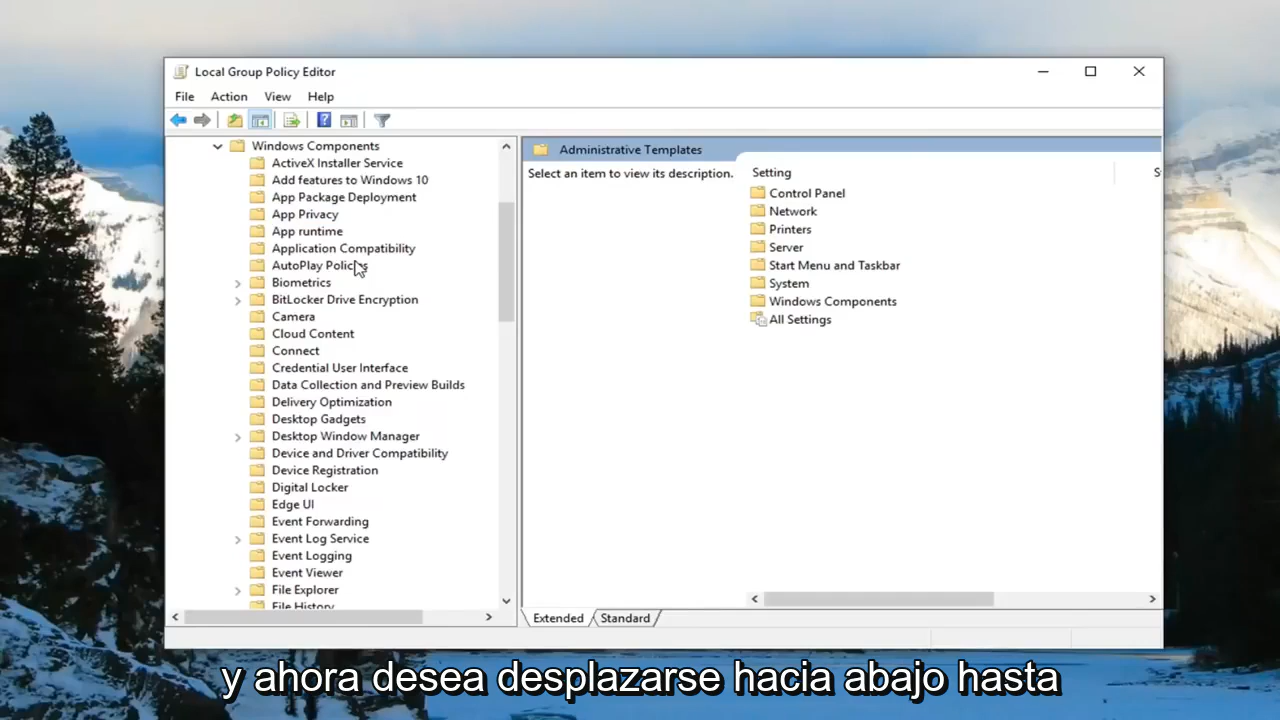 Local Group Policy Editor
File Action View Help
Windows Components
ActiveX Installer Service
Add features to Windows 10
App Package Deployment
App Privacy
App runtime
Application Compatibility
AutoPlay Policies
Biometrics
BitLocker Drive Encryption
Camera
Cloud Content
Connect
Credential User Interface
Data Collection and Preview Builds
Delivery Optimization
Desktop Gadgets
Desktop Window Manager
Device and Driver Compatibility
Device Registration
Digital Locker
Edge UI
Event Forwarding
Event Log Service
Event Logging
Event Viewer
File Explorer
File History
Administrative Templates
Select an item to view its description.
Setting S
Control Panel
Network
Printers
Server
Start Menu and Taskbar
System
Windows Components
All Settings
Extended Standard
y ahora desea desplazarse hacia abajo hasta